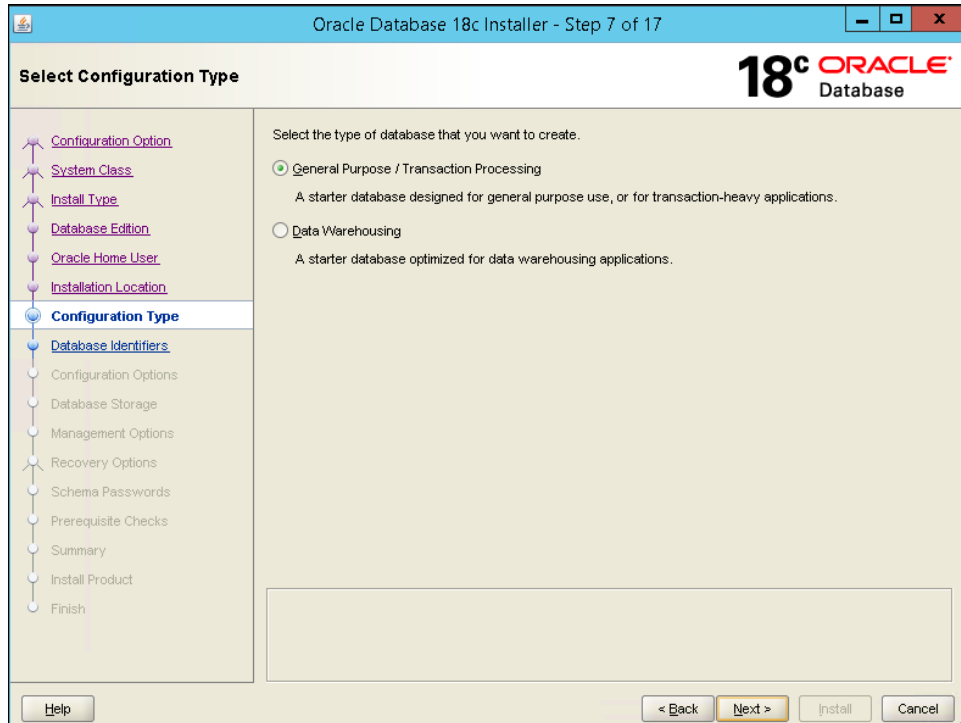 Oracle Database 18c Installer - Step 7 of 17
Select Configuration Type
18c ORACLE
Database
Configuration Option
System Class
Install Type
Database Edition
Oracle Home User
Installation Location
Configuration Type
Database Identifiers
Configuration Options
Database Storage
Management Options
Recovery Options
Schema Passwords
Prerequisite Checks
Summary
Install Product
Finish
Select the type of database that you want to create.
General Purpose / Transaction Processing
A starter database designed for general purpose use, or for transaction-heavy applications.
Data Warehousing
A starter database optimized for data warehousing applications.
Help
< Back
Next >
Install
Cancel